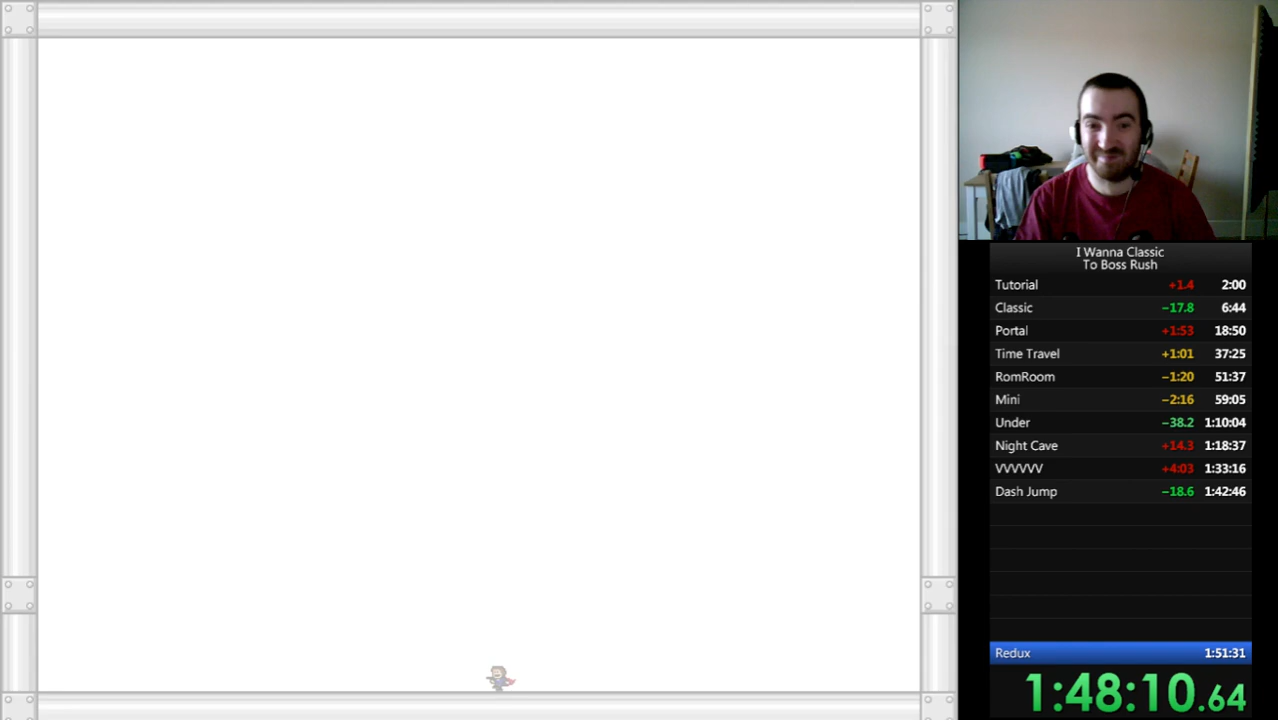 I Wanna Classic
To Boss Rush
Tutorial +1.4 2:00
Classic −17.8 6:44
Portal +1:53 18:50
Time Travel +1:01 37:25
RomRoom −1:20 51:37
Mini −2:16 59:05
Under −38.2 1:10:04
Night Cave +14.3 1:18:37
VVVVVV +4:03 1:33:16
Dash Jump −18.6 1:42:46
Redux 1:51:31
1:48:10.64